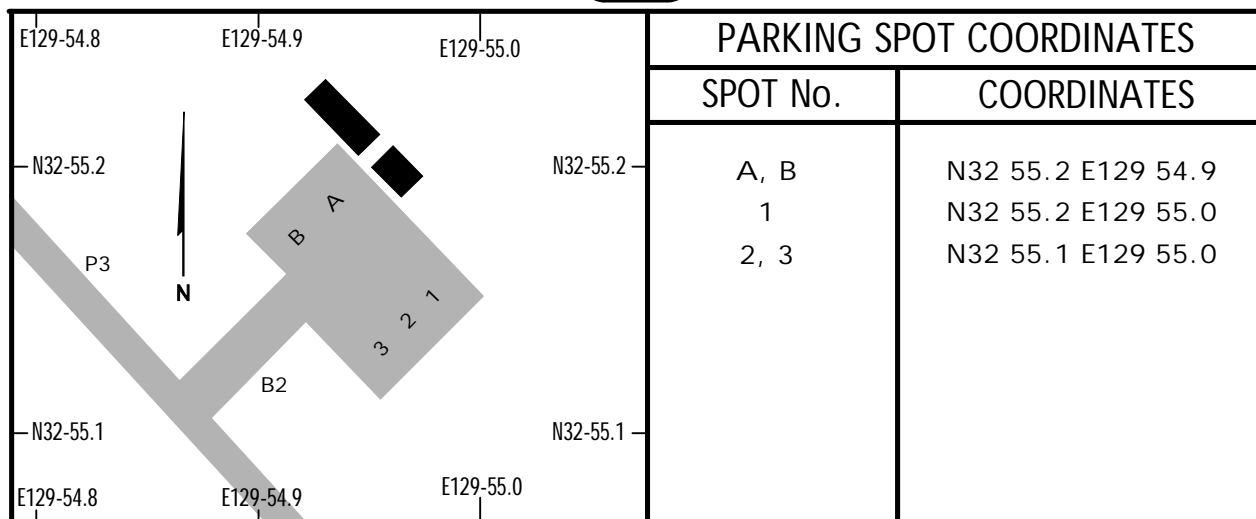 E129-54.8 E129-54.9 E129-55.0
N32-55.2 N32-55.2
A
B
P3
N
1
2
3
B2
N32-55.1 N32-55.1
E129-54.8 E129-54.9 E129-55.0
PARKING SPOT COORDINATES
SPOT No. COORDINATES
A, B N32 55.2 E129 54.9
1 N32 55.2 E129 55.0
2, 3 N32 55.1 E129 55.0